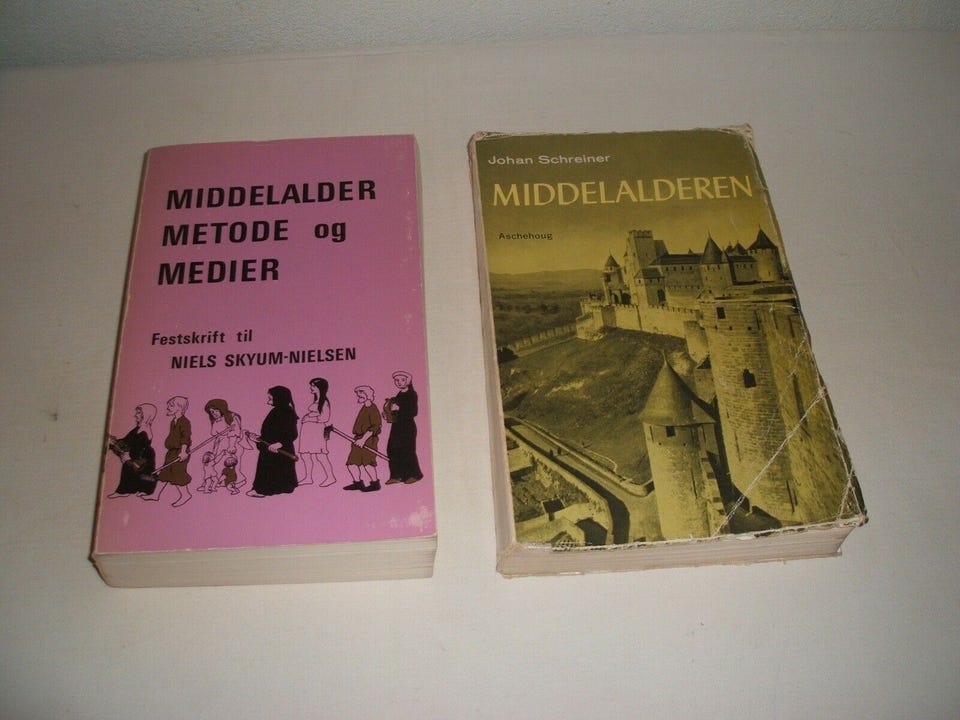 MIDDELALDER
METODE og
MEDIER
Festskrift til
NIELS SKYUM-NIELSEN
Johan Schreiner
MIDDELALDEREN
Aschehoug